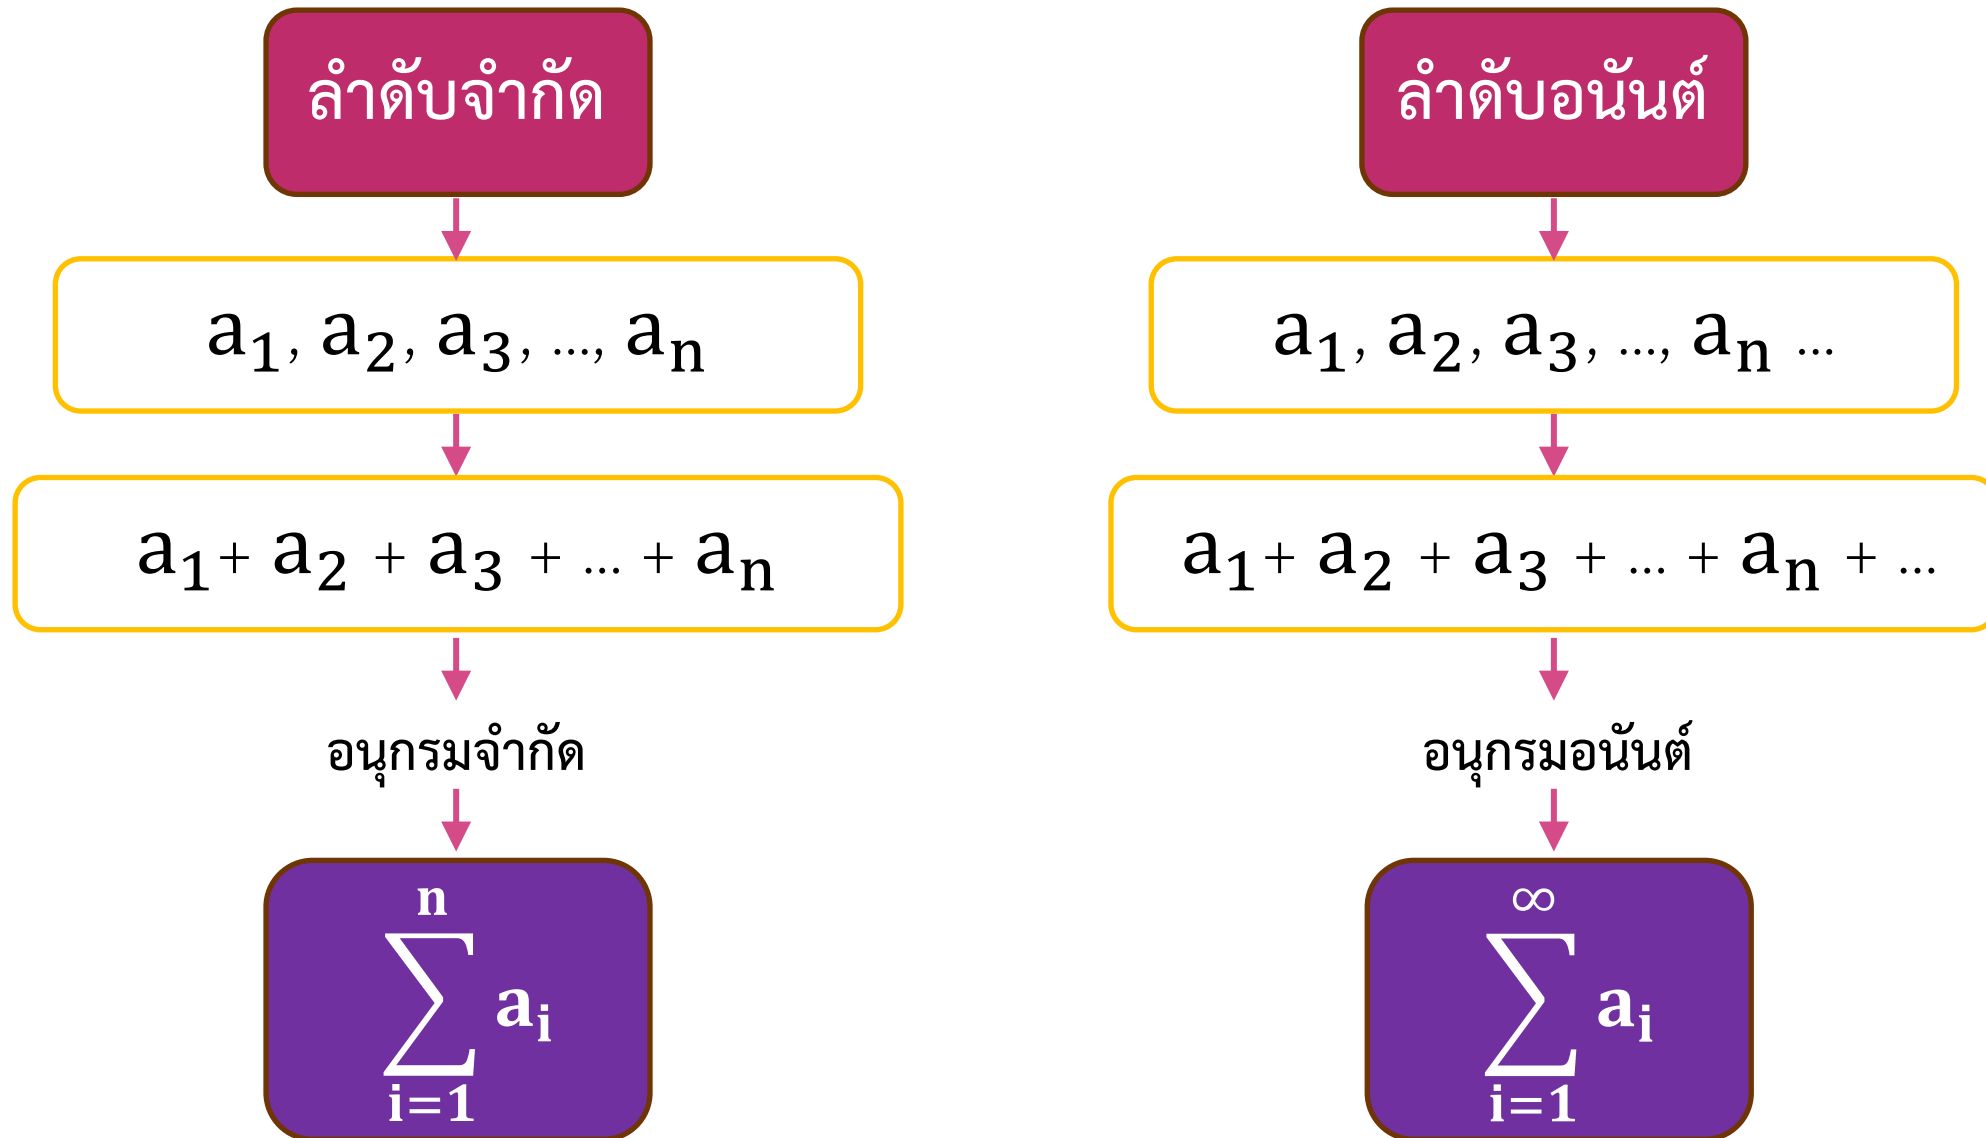 ลำดับจำกัด
a₁, a₂, a₃, ..., aₙ
a₁+ a₂ + a₃ + ... + aₙ
อนุกรมจำกัด
n
∑ aᵢ
i=1
ลำดับอนันต์
a₁, a₂, a₃, ..., aₙ ...
a₁+ a₂ + a₃ + ... + aₙ + ...
อนุกรมอนันต์
∞
∑ aᵢ
i=1